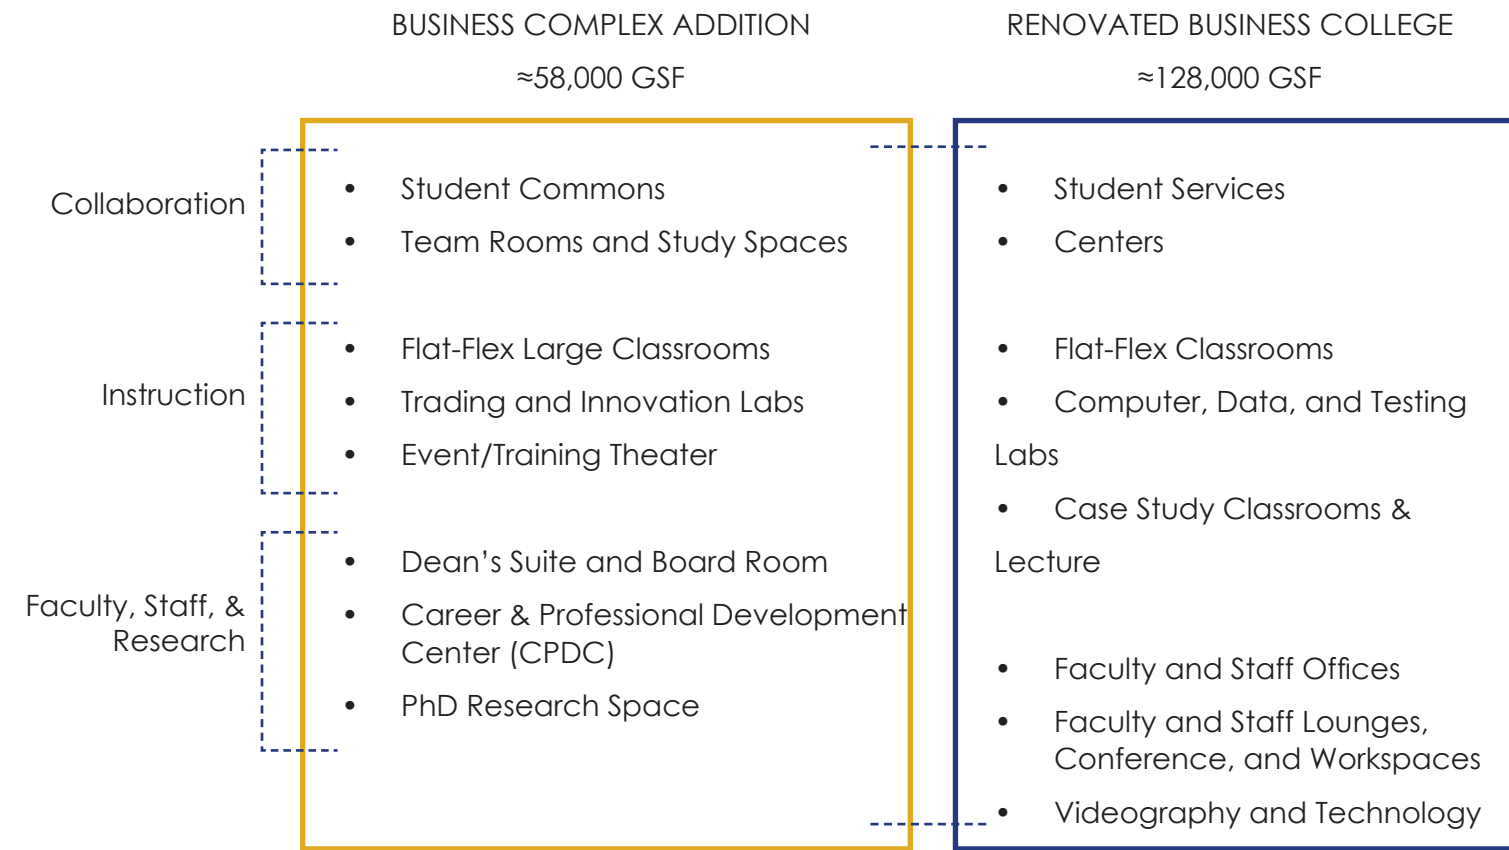 BUSINESS COMPLEX ADDITION
≈58,000 GSF
Collaboration
• Student Commons
• Team Rooms and Study Spaces
Instruction
• Flat-Flex Large Classrooms
• Trading and Innovation Labs
• Event/Training Theater
Faculty, Staff, &
Research
• Dean’s Suite and Board Room
• Career & Professional Development
Center (CPDC)
• PhD Research Space
RENOVATED BUSINESS COLLEGE
≈128,000 GSF
• Student Services
• Centers
• Flat-Flex Classrooms
• Computer, Data, and Testing
Labs
• Case Study Classrooms &
Lecture
• Faculty and Staff Offices
• Faculty and Staff Lounges,
Conference, and Workspaces
• Videography and Technology